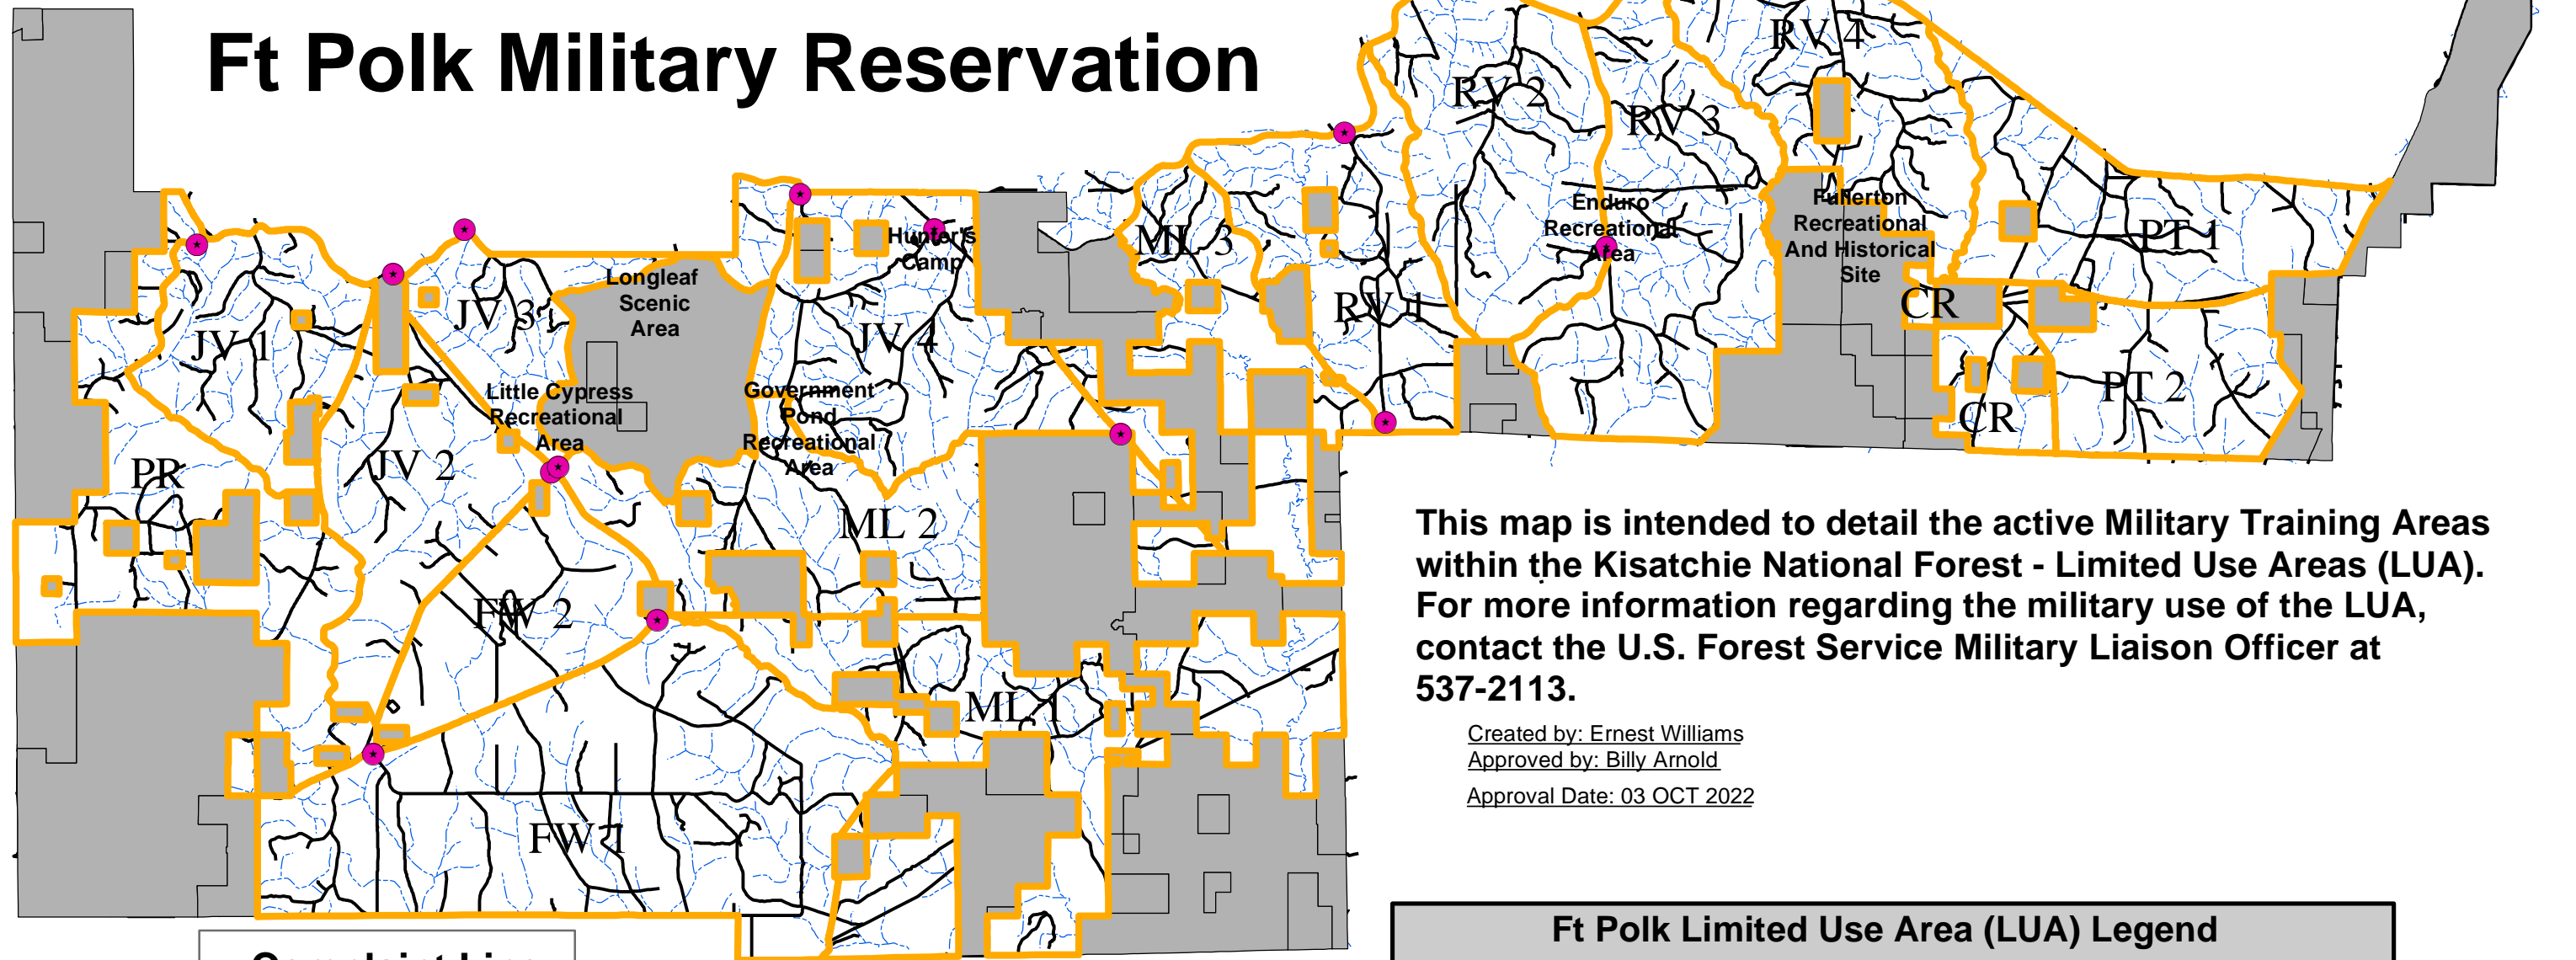 Ft Polk Military Reservation
RV 4
RV 2
RV 3
Hunter's
Camp
ML 3
Enduro
Recreational
Area
Fullerton
Recreational
And Historical
Site
PT 1
Longleaf
Scenic
Area
JV 1
JV 3
JV 4
RV 1
CR
Little Cypress
Recreational
Area
Government
Pond
Recreational
Area
PT 2
CR
PR
JV 2
ML 2
FW 2
ML 1
FW 1
This map is intended to detail the active Military Training Areas
within the Kisatchie National Forest - Limited Use Areas (LUA).
For more information regarding the military use of the LUA,
contact the U.S. Forest Service Military Liaison Officer at
537-2113.
Created by: Ernest Williams
Approved by: Billy Arnold
Approval Date: 03 OCT 2022
Ft Polk Limited Use Area (LUA) Legend
Complaint Line